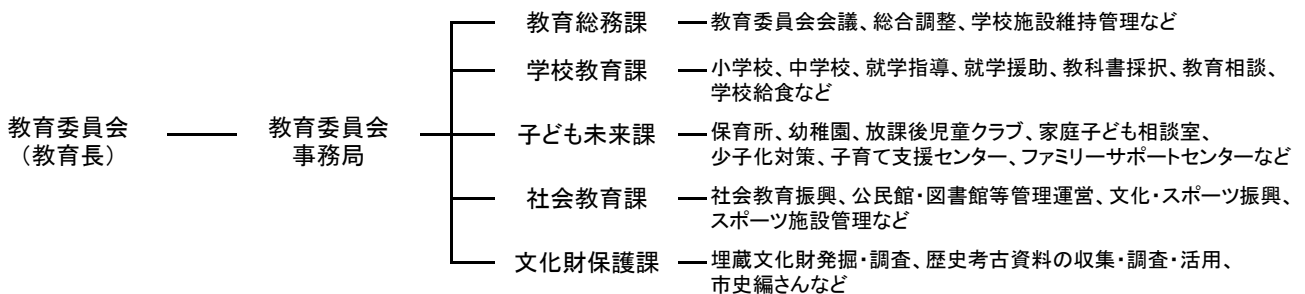 教育委員会
（教育長）
教育委員会
事務局
教育総務課
教育委員会会議、総合調整、学校施設維持管理など
学校教育課
小学校、中学校、就学指導、就学援助、教科書採択、教育相談、
学校給食など
子ども未来課
保育所、幼稚園、放課後児童クラブ、家庭子ども相談室、
少子化対策、子育て支援センター、ファミリーサポートセンターなど
社会教育課
社会教育振興、公民館・図書館等管理運営、文化・スポーツ振興、
スポーツ施設管理など
文化財保護課
埋蔵文化財発掘・調査、歴史考古資料の収集・調査・活用、
市史編さんなど